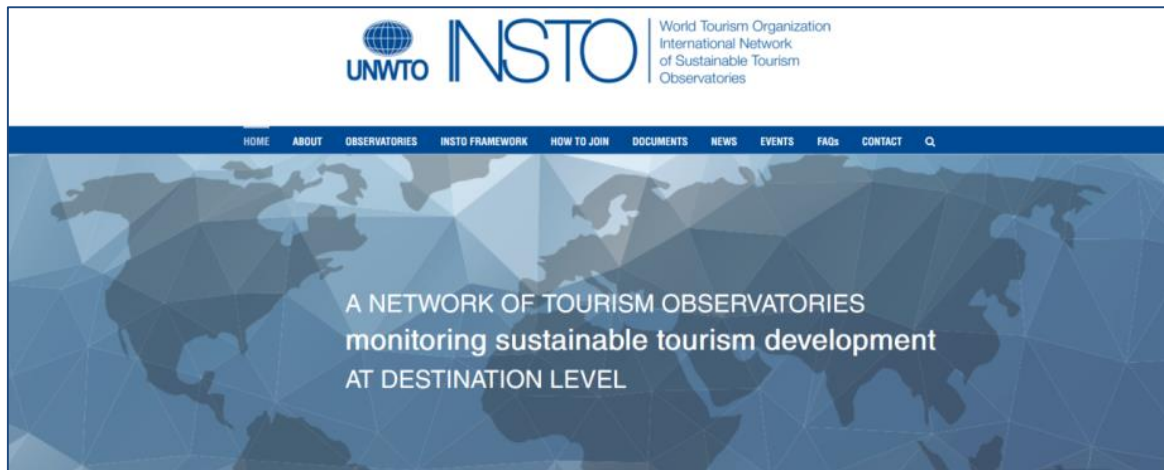 UNWTO
INSTO
World Tourism Organization
International Network
of Sustainable Tourism
Observatories
HOME ABOUT OBSERVATORIES INSTO FRAMEWORK HOW TO JOIN DOCUMENTS NEWS EVENTS FAQs CONTACT
A NETWORK OF TOURISM OBSERVATORIES
monitoring sustainable tourism development
AT DESTINATION LEVEL